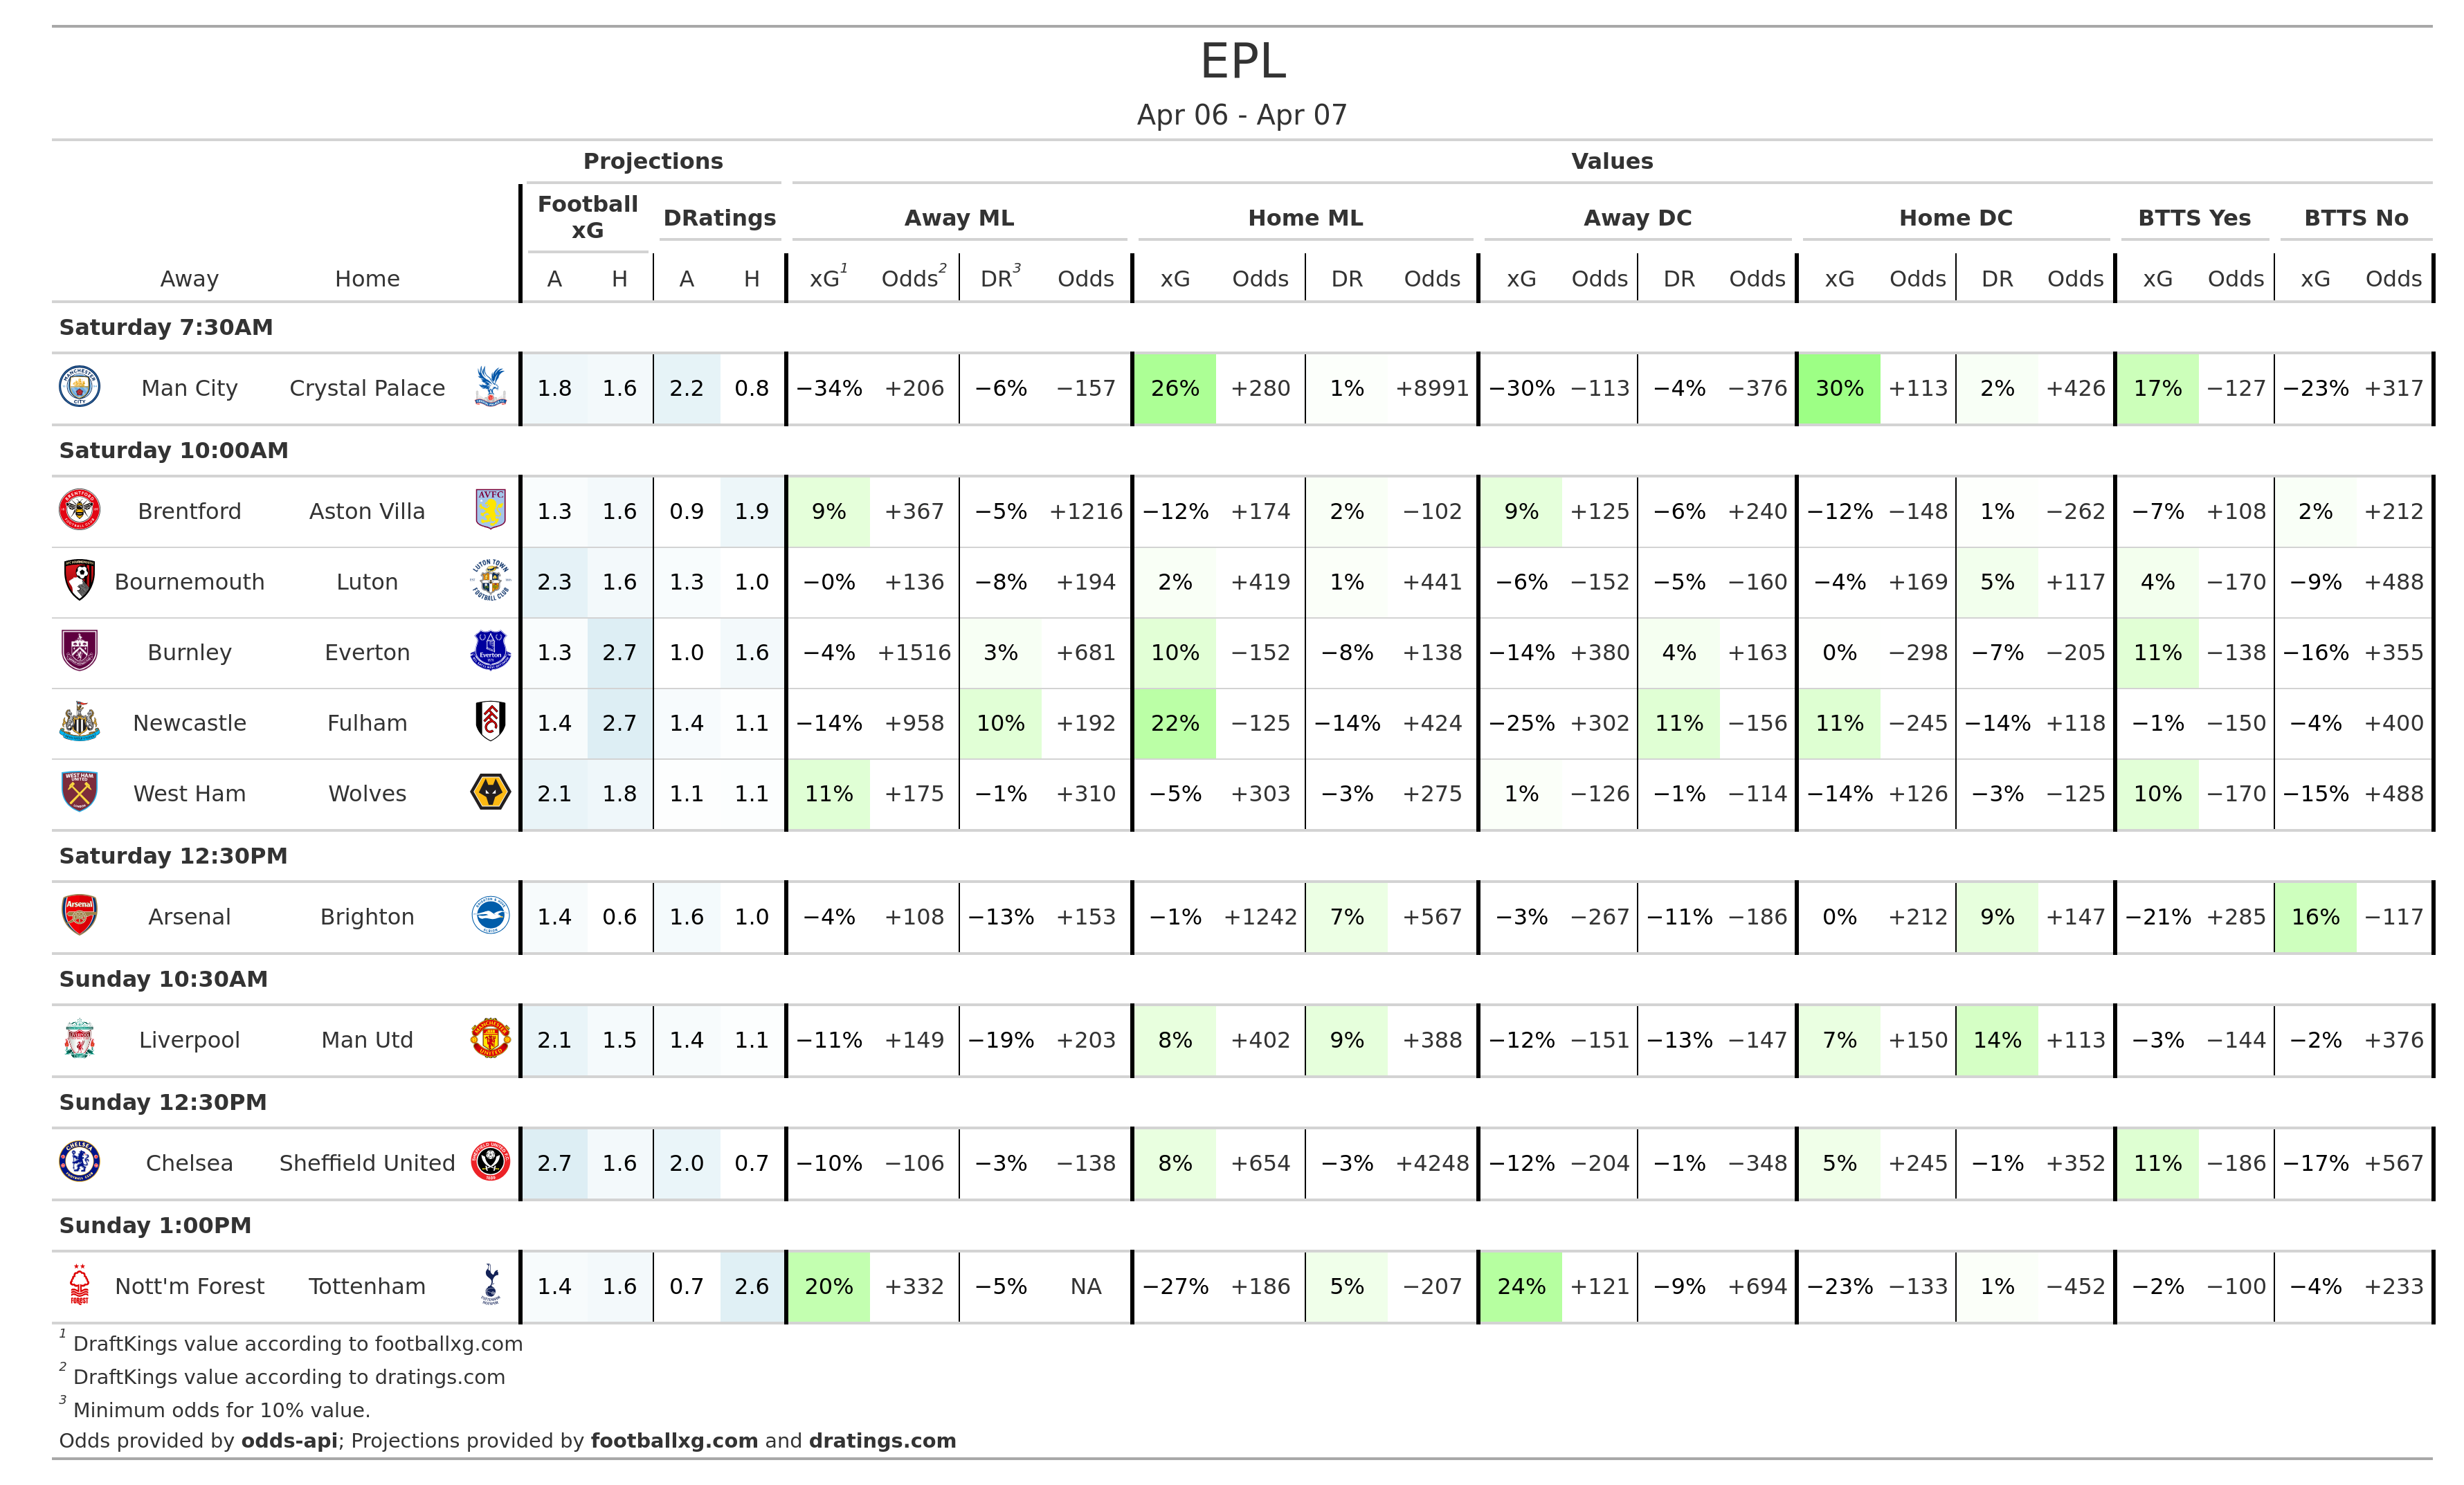 EPL
Apr 06 - Apr 07
Projections Values
Football xG DRatings Away ML Home ML Away DC Home DC BTTS Yes BTTS No
Away Home A H A H xG1 Odds2 DR3 Odds xG Odds DR Odds xG Odds DR Odds xG Odds DR Odds xG Odds xG Odds
Saturday 7:30AM
Man City Crystal Palace 1.8 1.6 2.2 0.8 −34% +206 −6% −157 26% +280 1% +8991 −30% −113 −4% −376 30% +113 2% +426 17% −127 −23% +317
Saturday 10:00AM
Brentford Aston Villa 1.3 1.6 0.9 1.9 9% +367 −5% +1216 −12% +174 2% −102 9% +125 −6% +240 −12% −148 1% −262 −7% +108 2% +212
Bournemouth Luton 2.3 1.6 1.3 1.0 −0% +136 −8% +194 2% +419 1% +441 −6% −152 −5% −160 −4% +169 5% +117 4% −170 −9% +488
Burnley Everton 1.3 2.7 1.0 1.6 −4% +1516 3% +681 10% −152 −8% +138 −14% +380 4% +163 0% −298 −7% −205 11% −138 −16% +355
Newcastle Fulham 1.4 2.7 1.4 1.1 −14% +958 10% +192 22% −125 −14% +424 −25% +302 11% −156 11% −245 −14% +118 −1% −150 −4% +400
West Ham Wolves 2.1 1.8 1.1 1.1 11% +175 −1% +310 −5% +303 −3% +275 1% −126 −1% −114 −14% +126 −3% −125 10% −170 −15% +488
Saturday 12:30PM
Arsenal Brighton 1.4 0.6 1.6 1.0 −4% +108 −13% +153 −1% +1242 7% +567 −3% −267 −11% −186 0% +212 9% +147 −21% +285 16% −117
Sunday 10:30AM
Liverpool Man Utd 2.1 1.5 1.4 1.1 −11% +149 −19% +203 8% +402 9% +388 −12% −151 −13% −147 7% +150 14% +113 −3% −144 −2% +376
Sunday 12:30PM
Chelsea Sheffield United 2.7 1.6 2.0 0.7 −10% −106 −3% −138 8% +654 −3% +4248 −12% −204 −1% −348 5% +245 −1% +352 11% −186 −17% +567
Sunday 1:00PM
Nott'm Forest Tottenham 1.4 1.6 0.7 2.6 20% +332 −5% NA −27% +186 5% −207 24% +121 −9% +694 −23% −133 1% −452 −2% −100 −4% +233
1 DraftKings value according to footballxg.com
2 DraftKings value according to dratings.com
3 Minimum odds for 10% value.
Odds provided by odds-api; Projections provided by footballxg.com and dratings.com